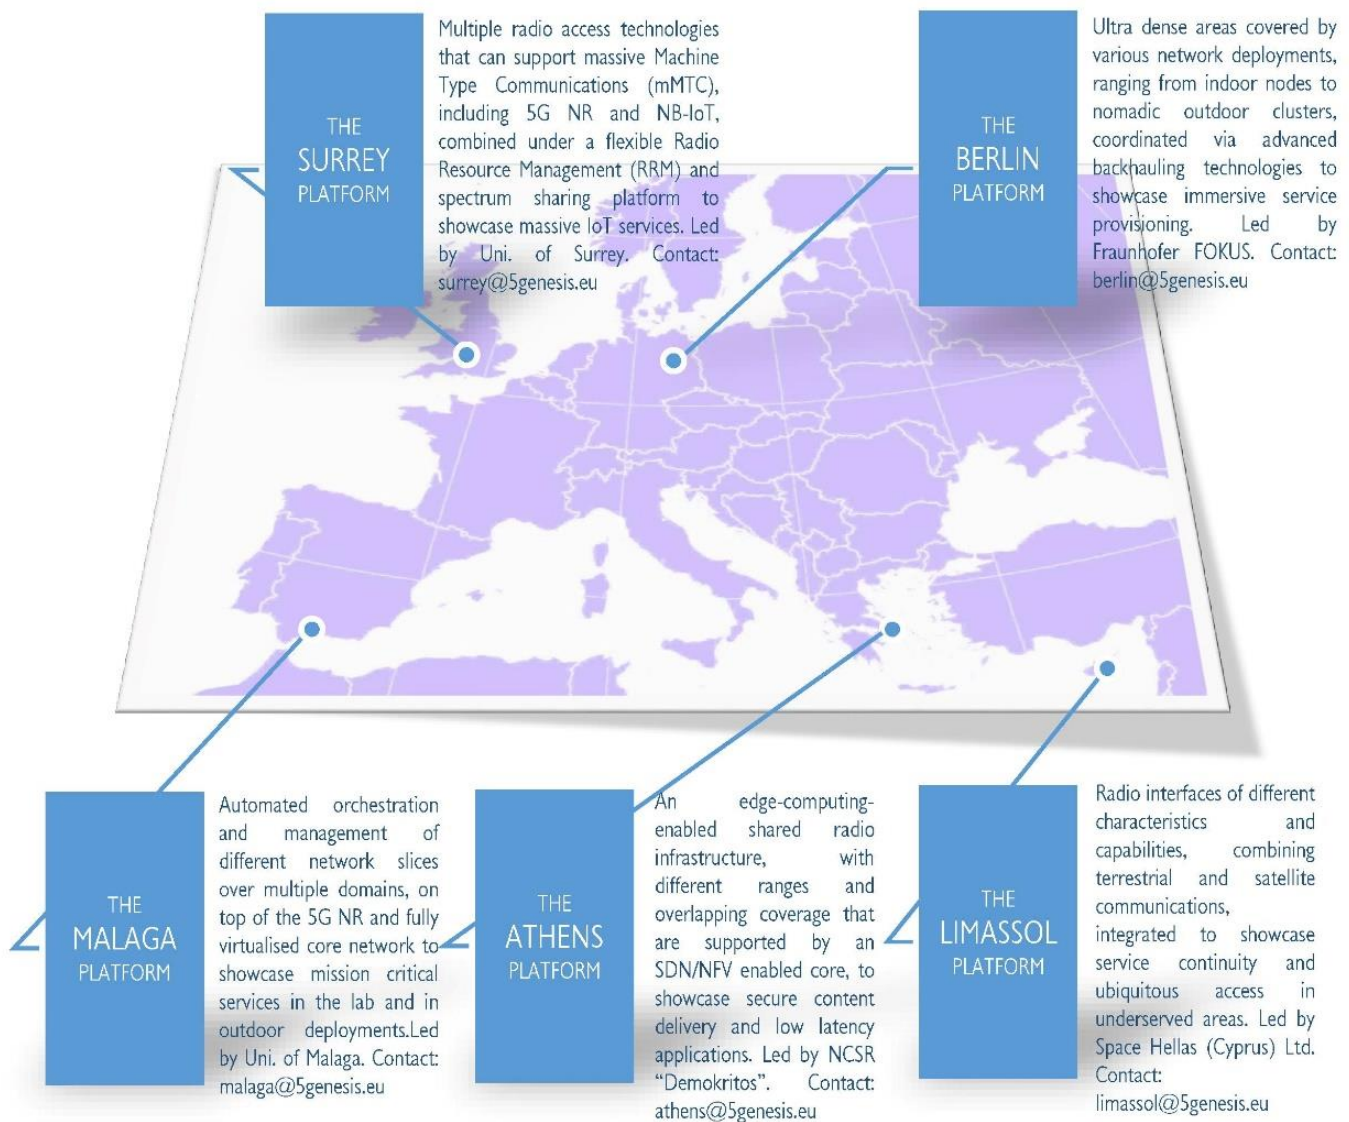 THE
SURREY
PLATFORM
Multiple radio access technologies
that can support massive Machine
Type Communications (mMTC),
including 5G NR and NB-IoT,
combined under a flexible Radio
Resource Management (RRM) and
spectrum sharing platform to
showcase massive IoT services. Led
by Uni. of Surrey. Contact:
surrey@5genesis.eu
THE
BERLIN
PLATFORM
Ultra dense areas covered by
various network deployments,
ranging from indoor nodes to
nomadic outdoor clusters,
coordinated via advanced
backhauling technologies to
showcase immersive service
provisioning. Led by
Fraunhofer FOKUS. Contact:
berlin@5genesis.eu
THE
MALAGA
PLATFORM
Automated orchestration
and management of
different network slices
over multiple domains, on
top of the 5G NR and fully
virtualised core network to
showcase mission critical
services in the lab and in
outdoor deployments.Led
by Uni. of Malaga. Contact:
malaga@5genesis.eu
THE
ATHENS
PLATFORM
An edge-computing-
enabled shared radio
infrastructure, with
different ranges and
overlapping coverage that
are supported by an
SDN/NFV enabled core, to
showcase secure content
delivery and low latency
applications. Led by NCSR
“Demokritos”. Contact:
athens@5genesis.eu
THE
LIMASSOL
PLATFORM
Radio interfaces of different
characteristics and
capabilities, combining
terrestrial and satellite
communications,
integrated to showcase
service continuity and
ubiquitous access in
underserved areas. Led by
Space Hellas (Cyprus) Ltd.
Contact:
limassol@5genesis.eu